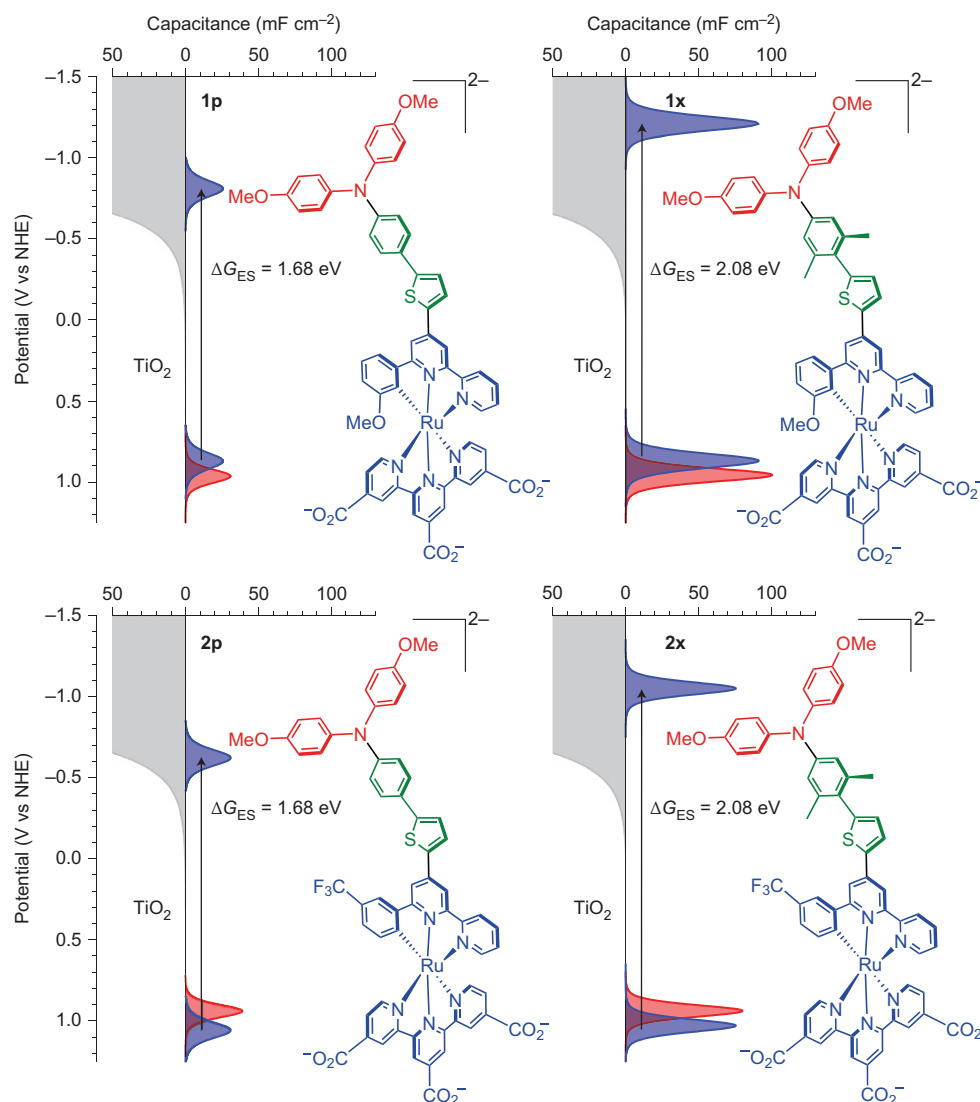 Capacitance (mF cm⁻²) Capacitance (mF cm⁻²)
50 0 50 100 50 0 50 100
–1.5
1p 2– 1x 2–
OMe OMe
–1.0
MeO N MeO N
–0.5
ΔG_ES = 1.68 eV ΔG_ES = 2.08 eV
S S
0.0
Potential (V vs NHE)
TiO₂ TiO₂
N N N N
0.5
MeO Ru MeO Ru
N N N N N N
1.0
⁻O₂C CO₂⁻ ⁻O₂C CO₂⁻
CO₂⁻ CO₂⁻
50 0 50 100 50 0 50 100
–1.5
2p 2– 2x 2–
OMe OMe
–1.0
MeO N MeO N
–0.5
ΔG_ES = 1.68 eV ΔG_ES = 2.08 eV
S S
0.0
Potential (V vs NHE)
TiO₂ F₃C TiO₂ F₃C
N N N N
0.5
Ru Ru
N N N N N N
1.0
⁻O₂C CO₂⁻ ⁻O₂C CO₂⁻
CO₂⁻ CO₂⁻